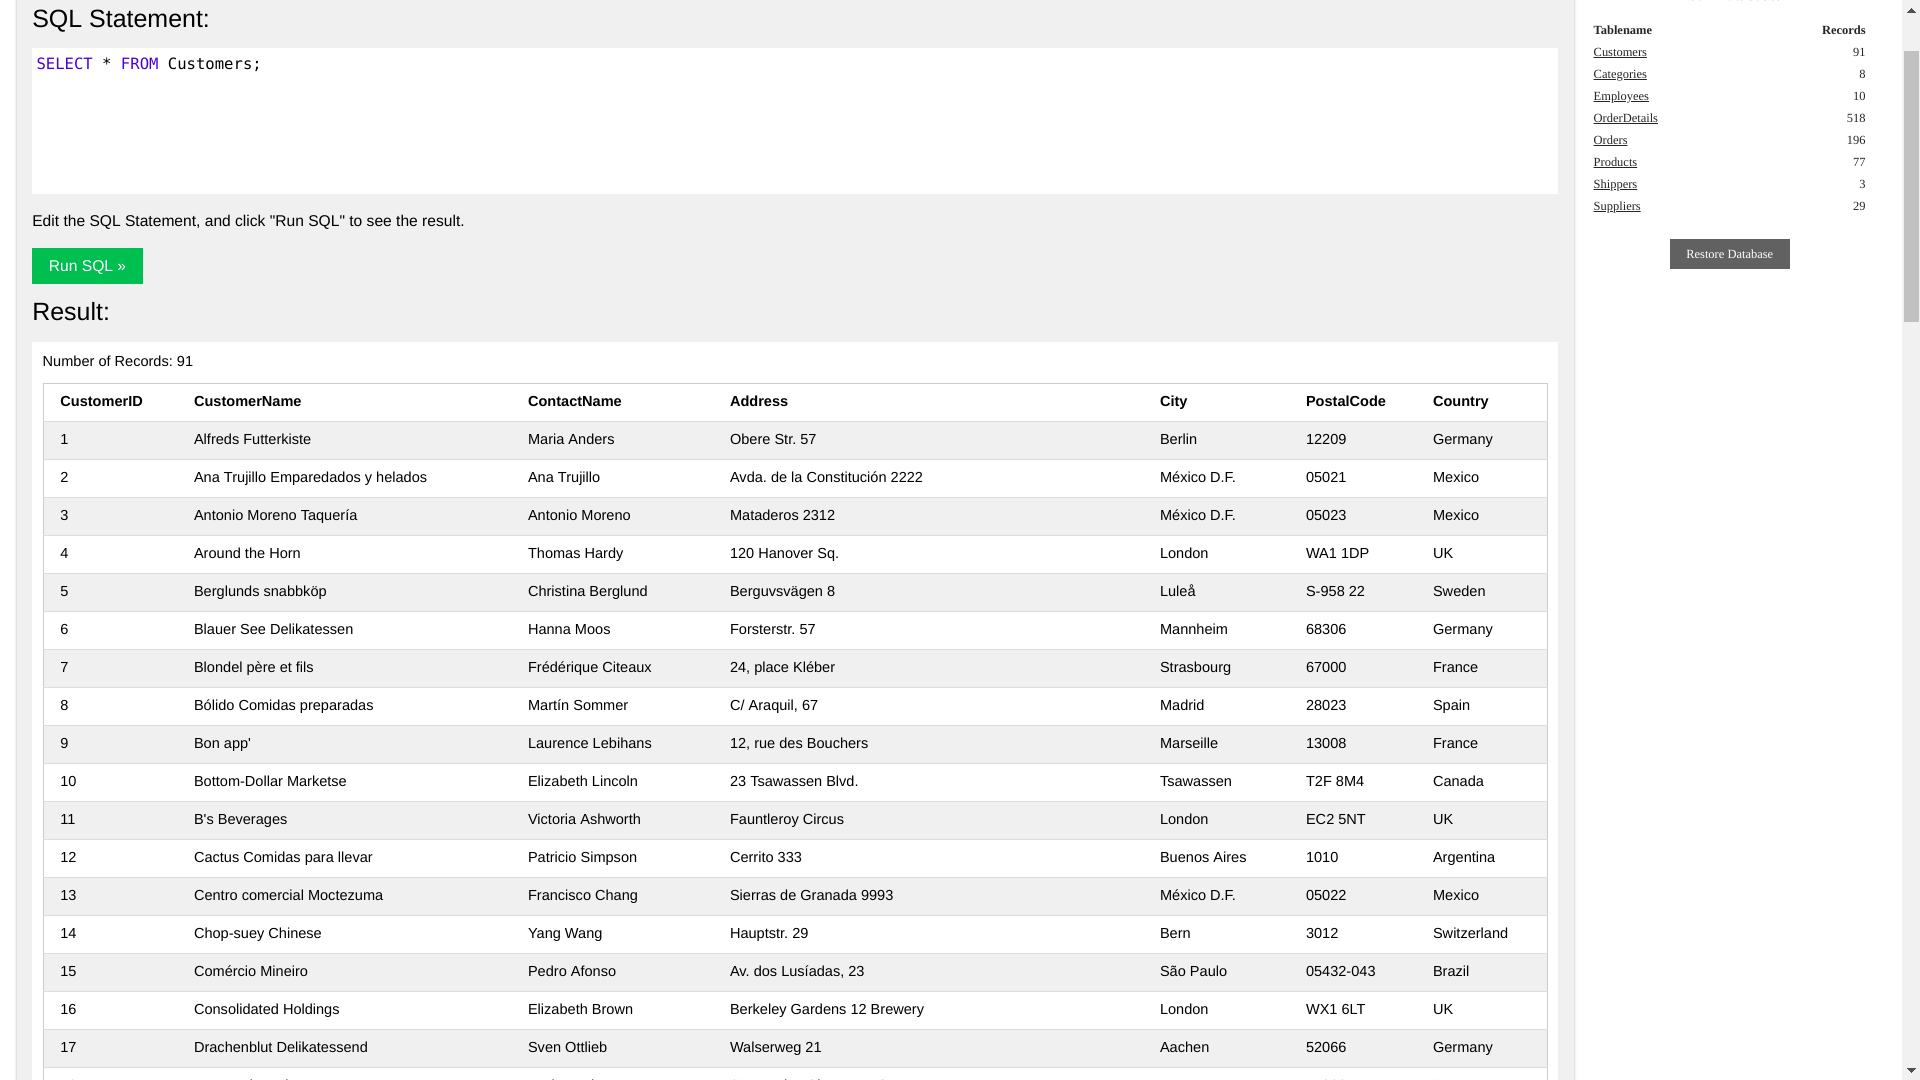 SQL Statement:
SELECT * FROM Customers;
Edit the SQL Statement, and click "Run SQL" to see the result.
Run SQL »
Result:
Number of Records: 91
CustomerID CustomerName ContactName Address City PostalCode Country
1 Alfreds Futterkiste Maria Anders Obere Str. 57 Berlin 12209 Germany
2 Ana Trujillo Emparedados y helados Ana Trujillo Avda. de la Constitución 2222 México D.F. 05021 Mexico
3 Antonio Moreno Taquería Antonio Moreno Mataderos 2312 México D.F. 05023 Mexico
4 Around the Horn Thomas Hardy 120 Hanover Sq. London WA1 1DP UK
5 Berglunds snabbköp Christina Berglund Berguvsvägen 8 Luleå S-958 22 Sweden
6 Blauer See Delikatessen Hanna Moos Forsterstr. 57 Mannheim 68306 Germany
7 Blondel père et fils Frédérique Citeaux 24, place Kléber Strasbourg 67000 France
8 Bólido Comidas preparadas Martín Sommer C/ Araquil, 67 Madrid 28023 Spain
9 Bon app' Laurence Lebihans 12, rue des Bouchers Marseille 13008 France
10 Bottom-Dollar Marketse Elizabeth Lincoln 23 Tsawassen Blvd. Tsawassen T2F 8M4 Canada
11 B's Beverages Victoria Ashworth Fauntleroy Circus London EC2 5NT UK
12 Cactus Comidas para llevar Patricio Simpson Cerrito 333 Buenos Aires 1010 Argentina
13 Centro comercial Moctezuma Francisco Chang Sierras de Granada 9993 México D.F. 05022 Mexico
14 Chop-suey Chinese Yang Wang Hauptstr. 29 Bern 3012 Switzerland
15 Comércio Mineiro Pedro Afonso Av. dos Lusíadas, 23 São Paulo 05432-043 Brazil
16 Consolidated Holdings Elizabeth Brown Berkeley Gardens 12 Brewery London WX1 6LT UK
17 Drachenblut Delikatessend Sven Ottlieb Walserweg 21 Aachen 52066 Germany
Tablename Records
Customers 91
Categories 8
Employees 10
OrderDetails 518
Orders 196
Products 77
Shippers 3
Suppliers 29
Restore Database